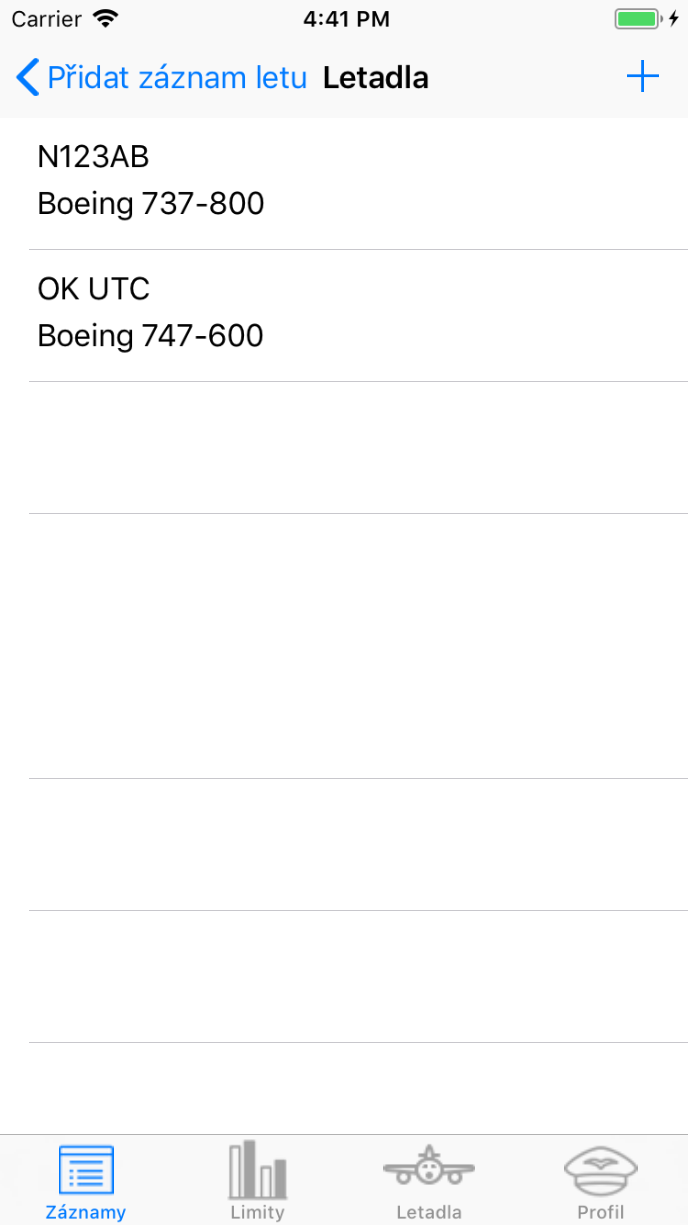 Carrier 4:41 PM
Přidat záznam letu Letadla
N123AB
Boeing 737-800
OK UTC
Boeing 747-600
Záznamy Limity Letadla Profil